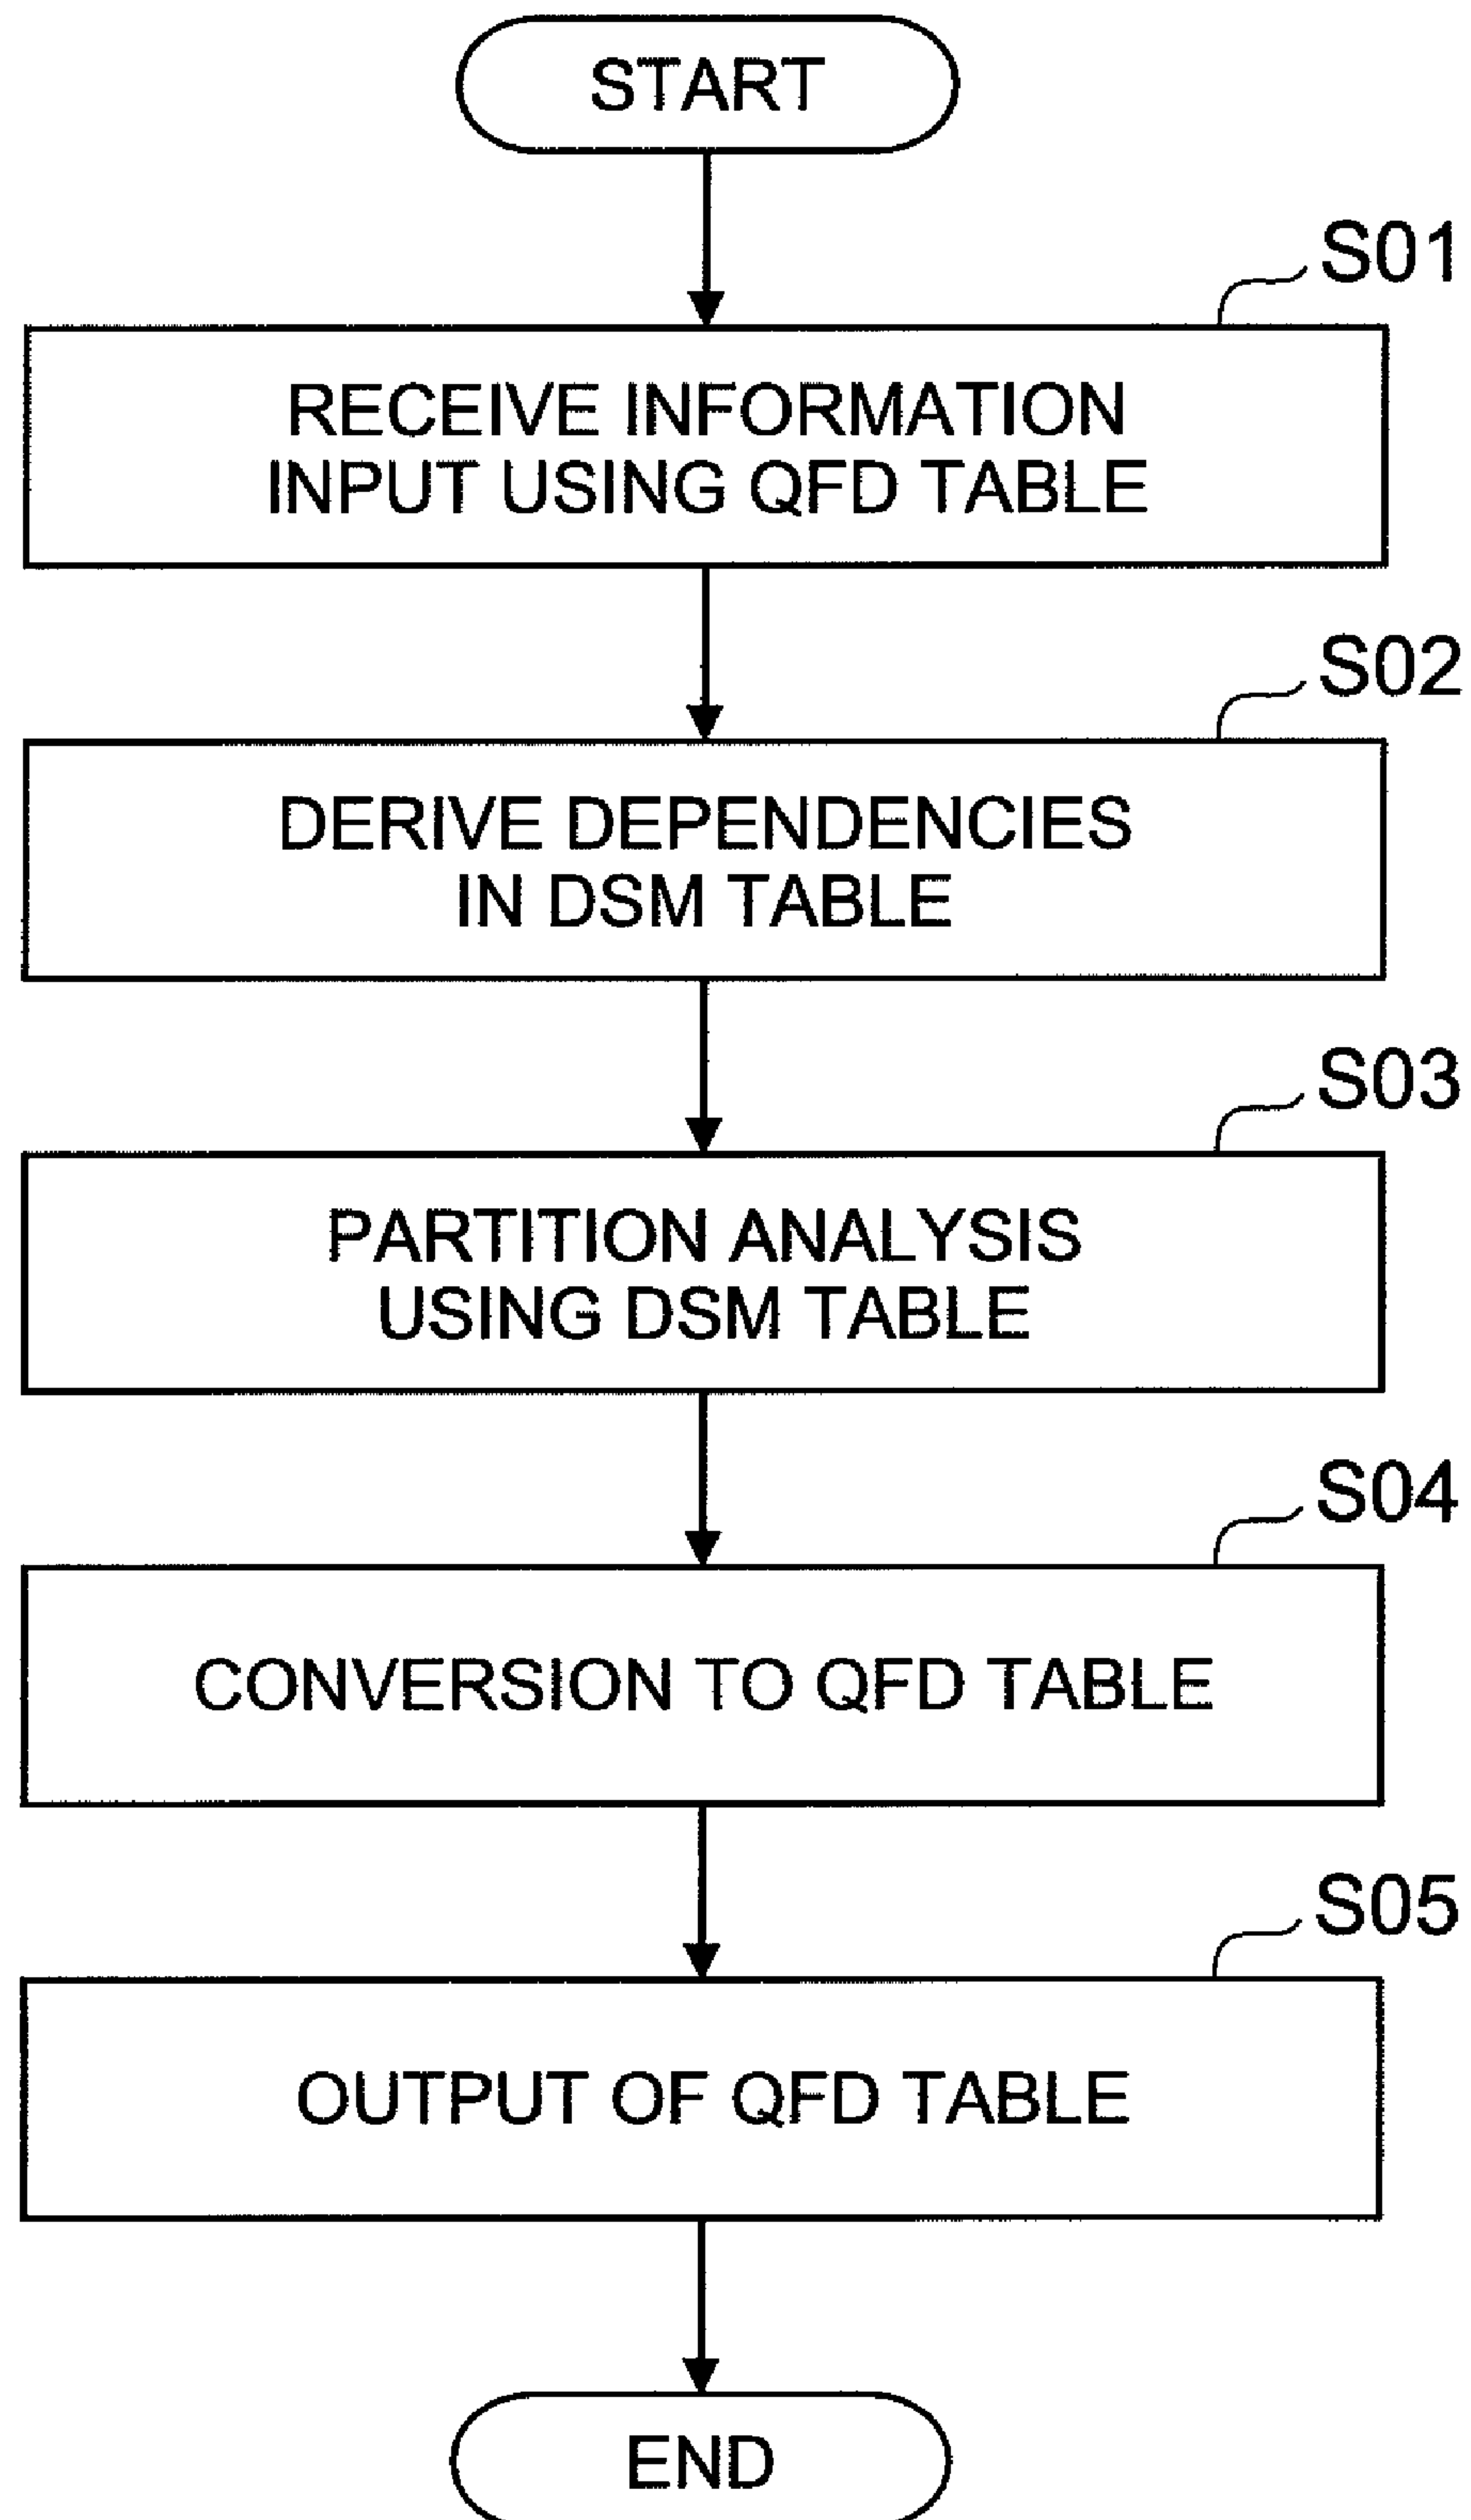 START
S01
RECEIVE INFORMATION
INPUT USING QFD TABLE
S02
DERIVE DEPENDENCIES
IN DSM TABLE
S03
PARTITION ANALYSIS
USING DSM TABLE
S04
CONVERSION TO QFD TABLE
S05
OUTPUT OF QFD TABLE
END